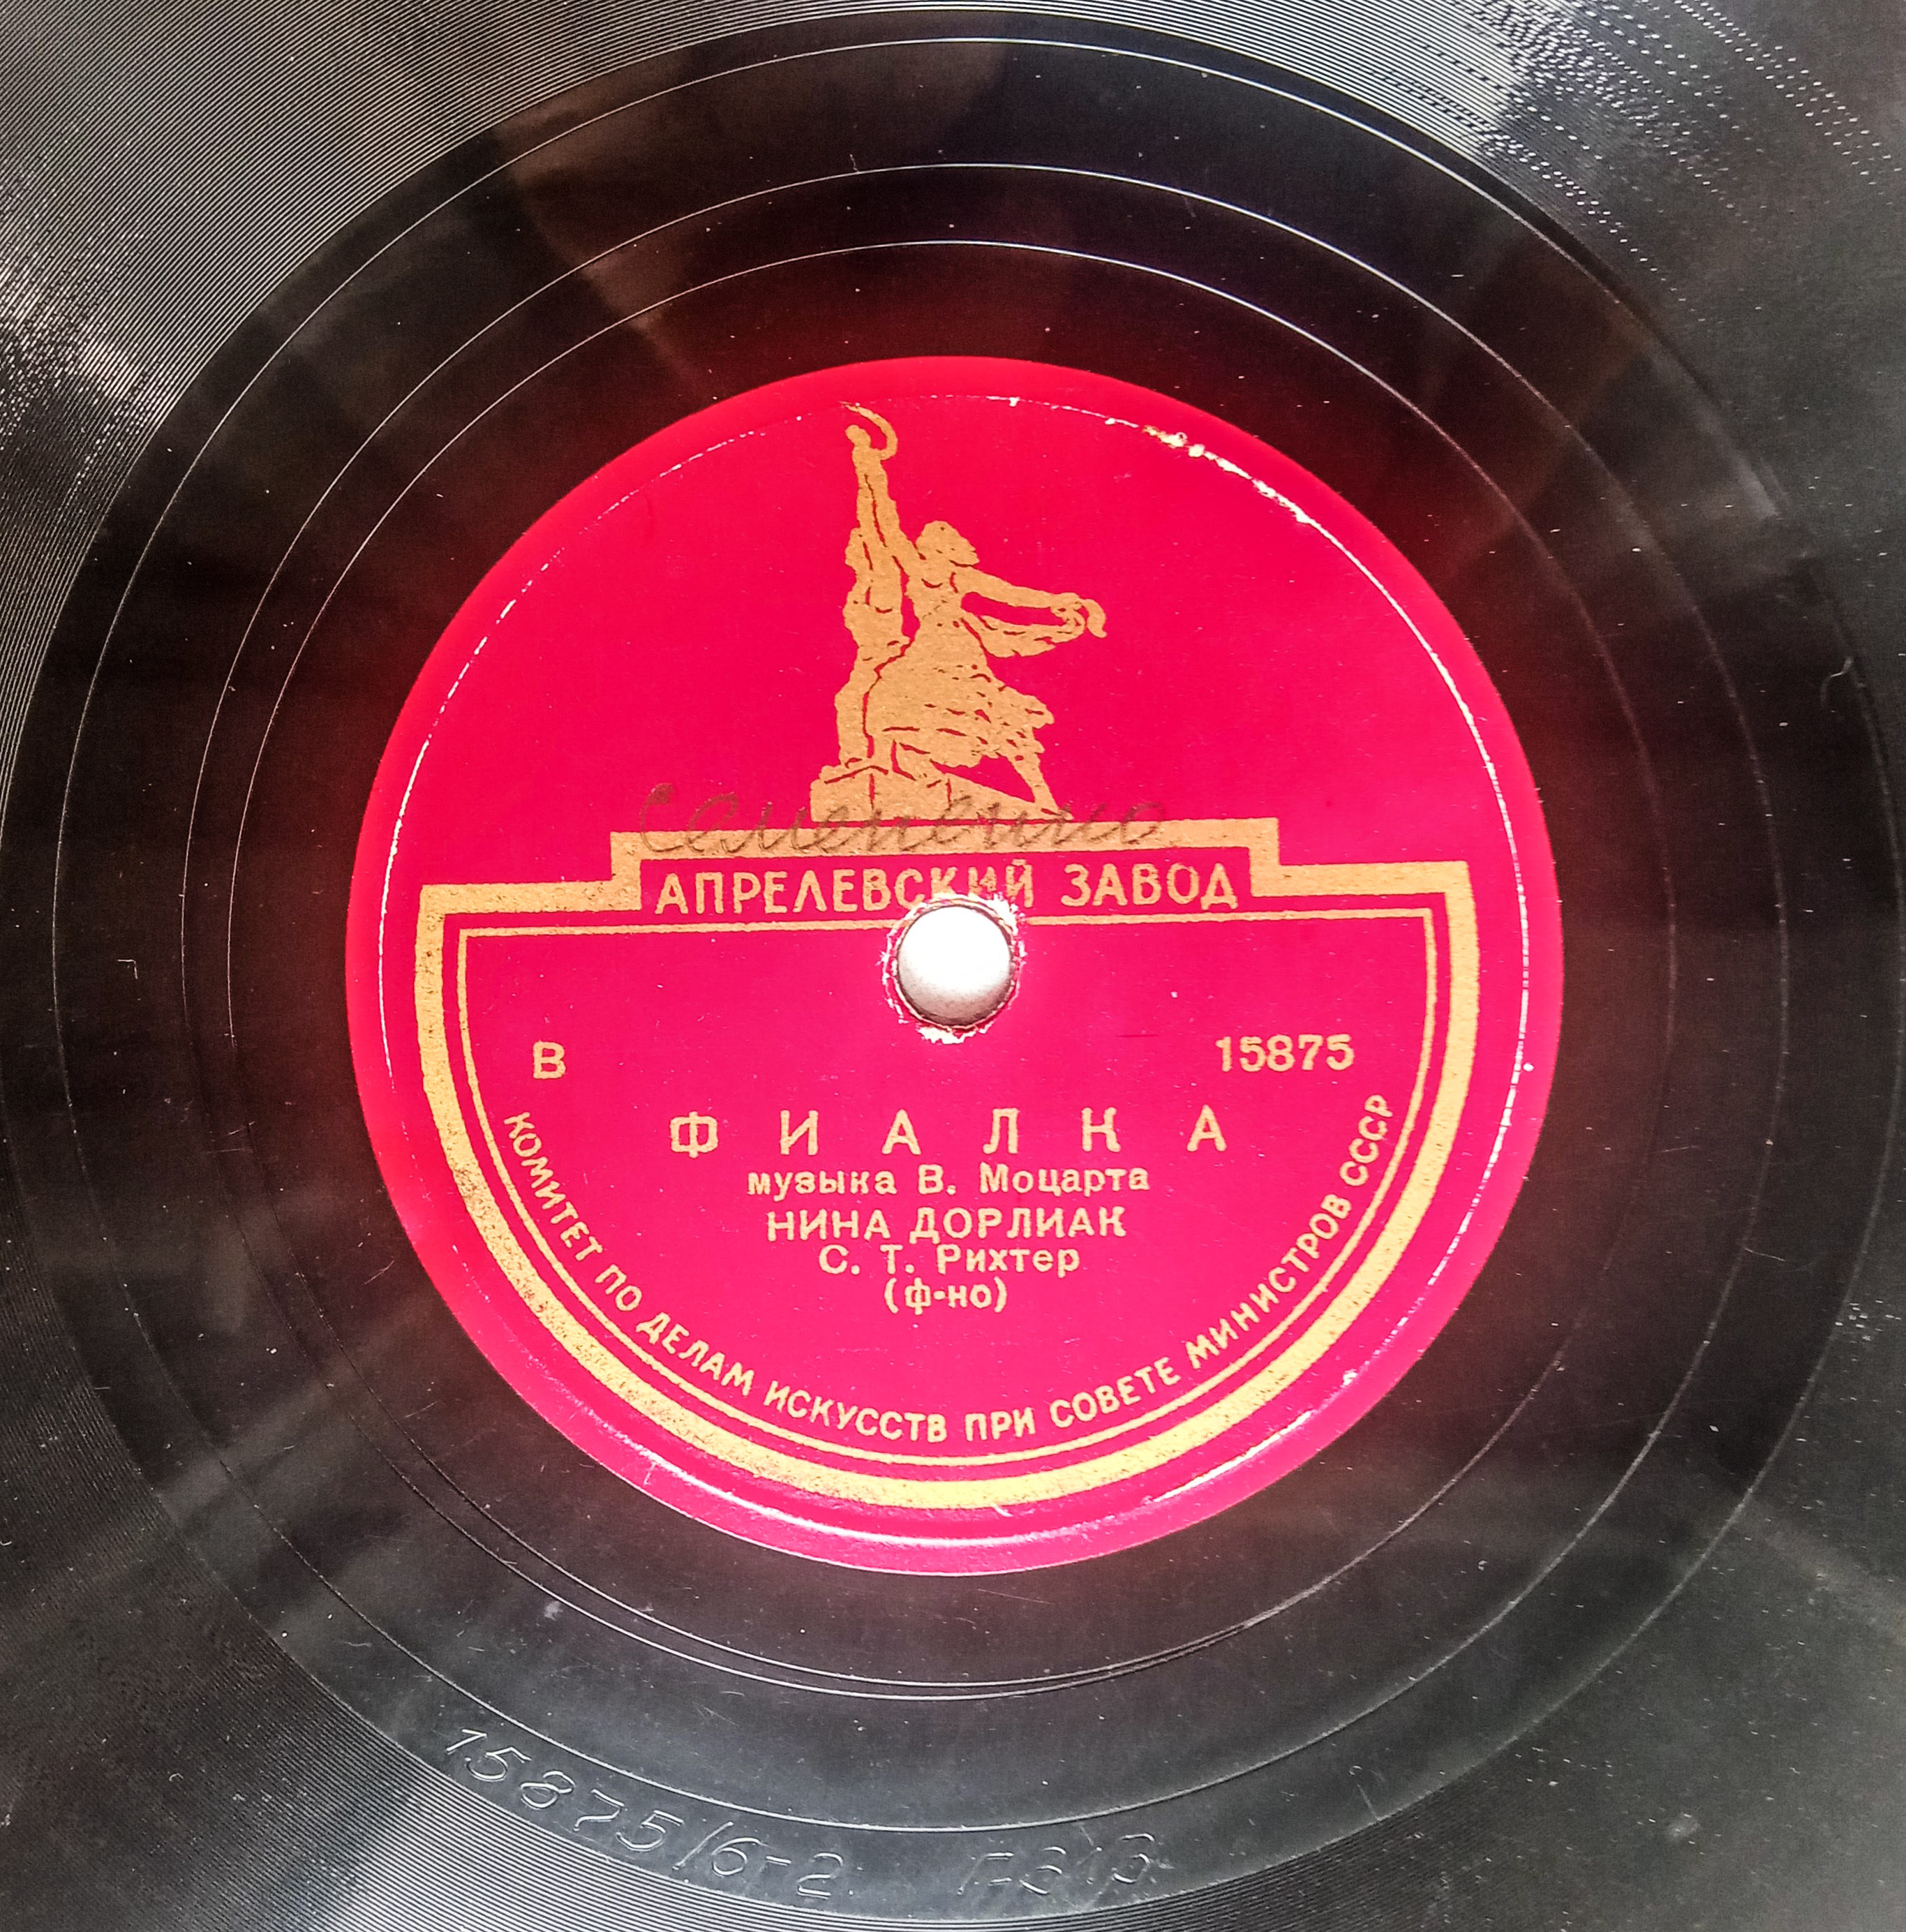 Семененко
АПРЕЛЕВСКИЙ ЗАВОД
В 15875
ФИАЛКА
музыка В. Моцарта
НИНА ДОРЛИАК
С. Т. Рихтер
(ф-но)
КОМИТЕТ ПО ДЕЛАМ ИСКУССТВ ПРИ СОВЕТЕ МИНИСТРОВ СССР
15875/6-2